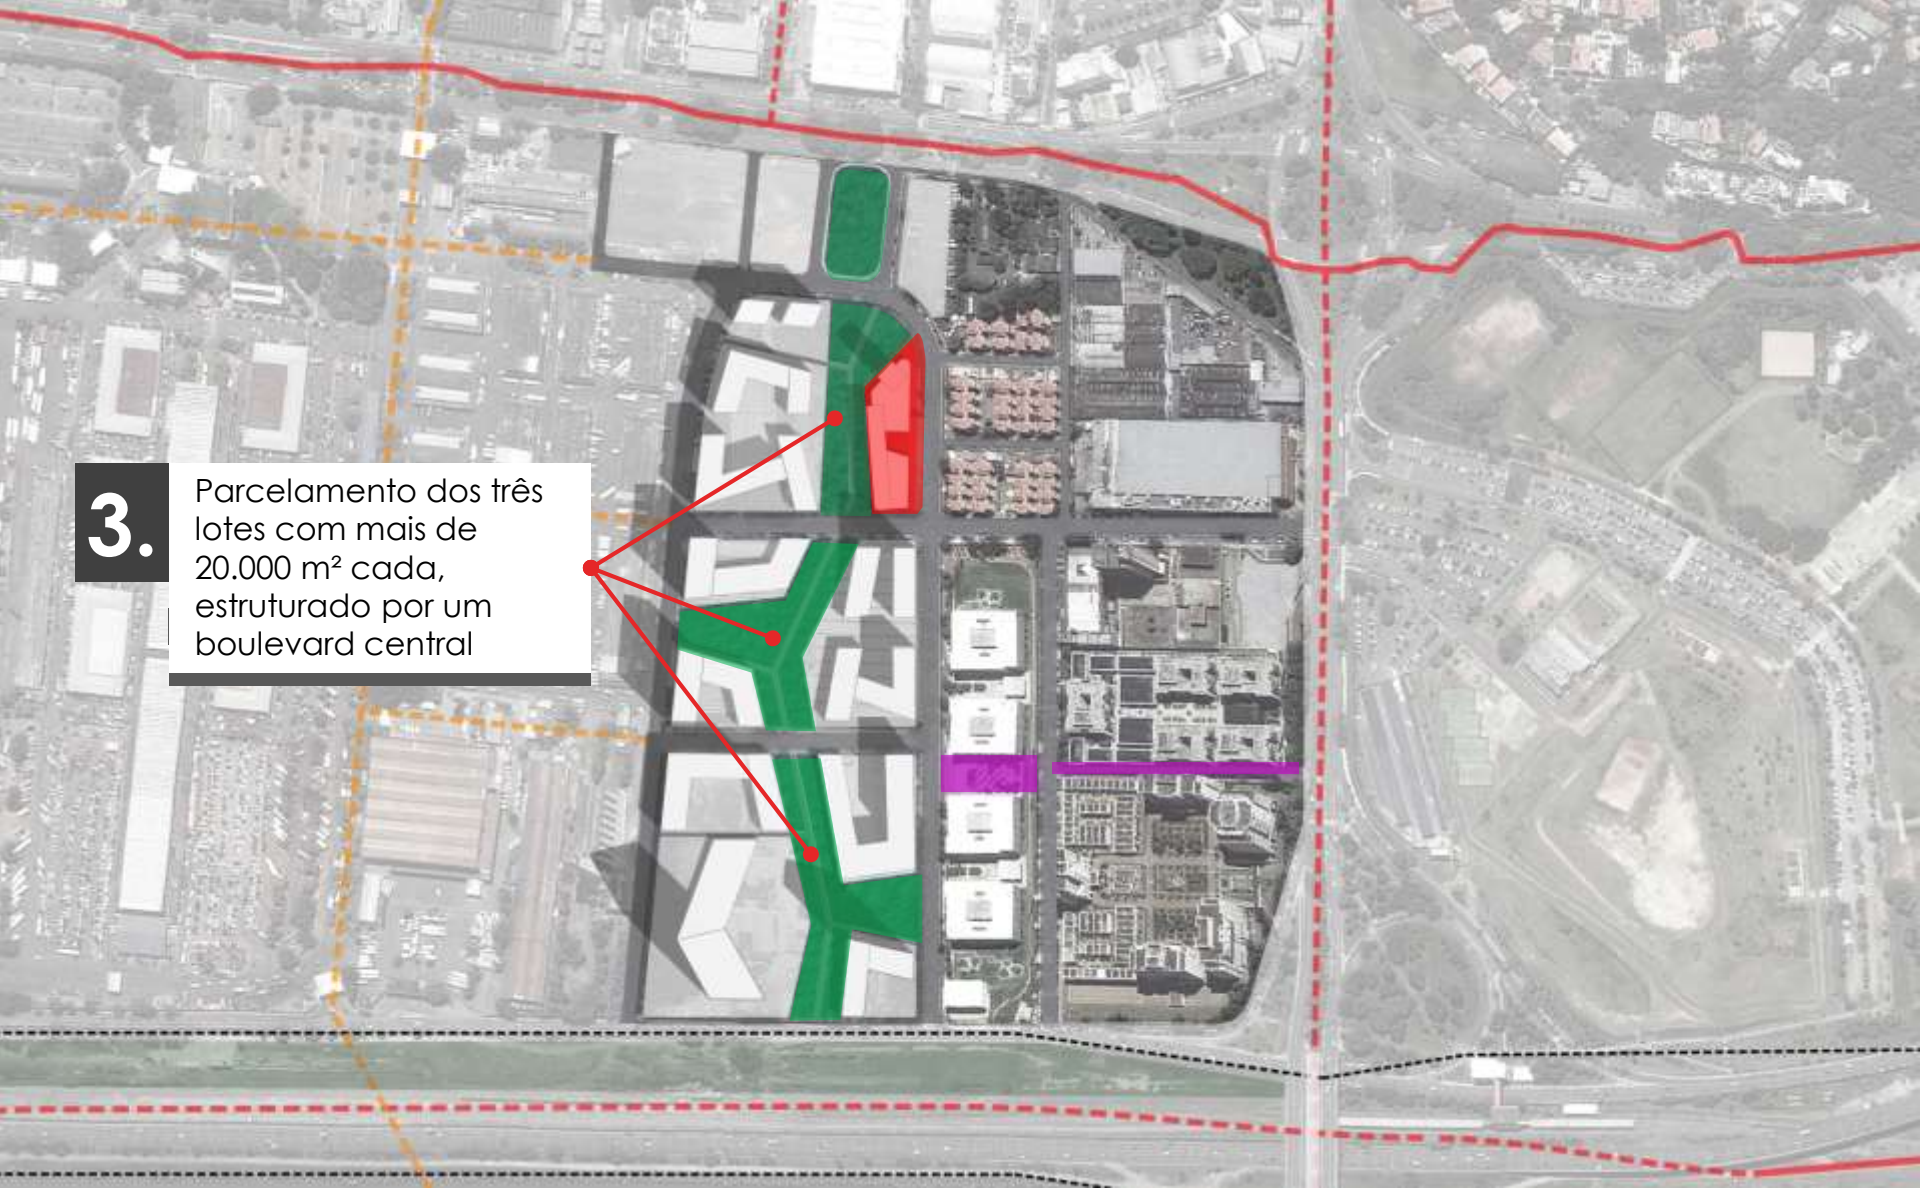 3.
Parcelamento dos três
lotes com mais de
20.000 m² cada,
estruturado por um
boulevard central